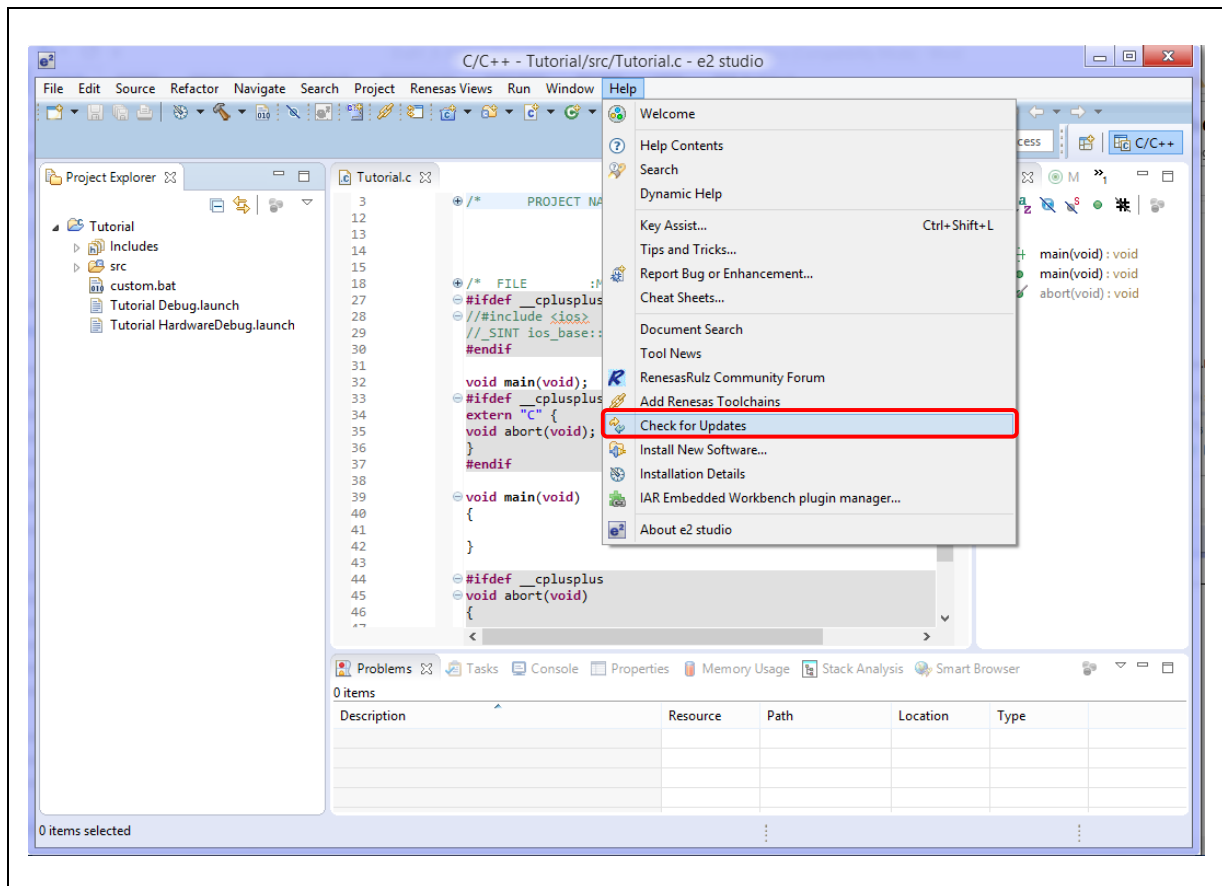 e²
C/C++ - Tutorial/src/Tutorial.c - e2 studio
File Edit Source Refactor Navigate Search Project Renesas Views Run Window Help
Welcome
Help Contents
Search
Dynamic Help
Key Assist... Ctrl+Shift+L
Tips and Tricks...
Report Bug or Enhancement...
Cheat Sheets...
Document Search
Tool News
RenesasRulz Community Forum
Add Renesas Toolchains
Check for Updates
Install New Software...
Installation Details
IAR Embedded Workbench plugin manager...
e² About e2 studio
cess C/C++
Project Explorer
Tutorial
Includes
src
custom.bat
Tutorial Debug.launch
Tutorial HardwareDebug.launch
Tutorial.c
3 /* PROJECT NA
12
13
14
15
18 /* FILE :M
27 #ifdef __cplusplus
28 //#include <ios>
29 //_SINT ios_base::
30 #endif
31
32 void main(void);
33 #ifdef __cplusplus
34 extern "C" {
35 void abort(void);
36 }
37 #endif
38
39 void main(void)
40 {
41
42 }
43
44 #ifdef __cplusplus
45 void abort(void)
46 {
47
M
main(void) : void
main(void) : void
abort(void) : void
Problems Tasks Console Properties Memory Usage Stack Analysis Smart Browser
0 items
Description Resource Path Location Type
0 items selected